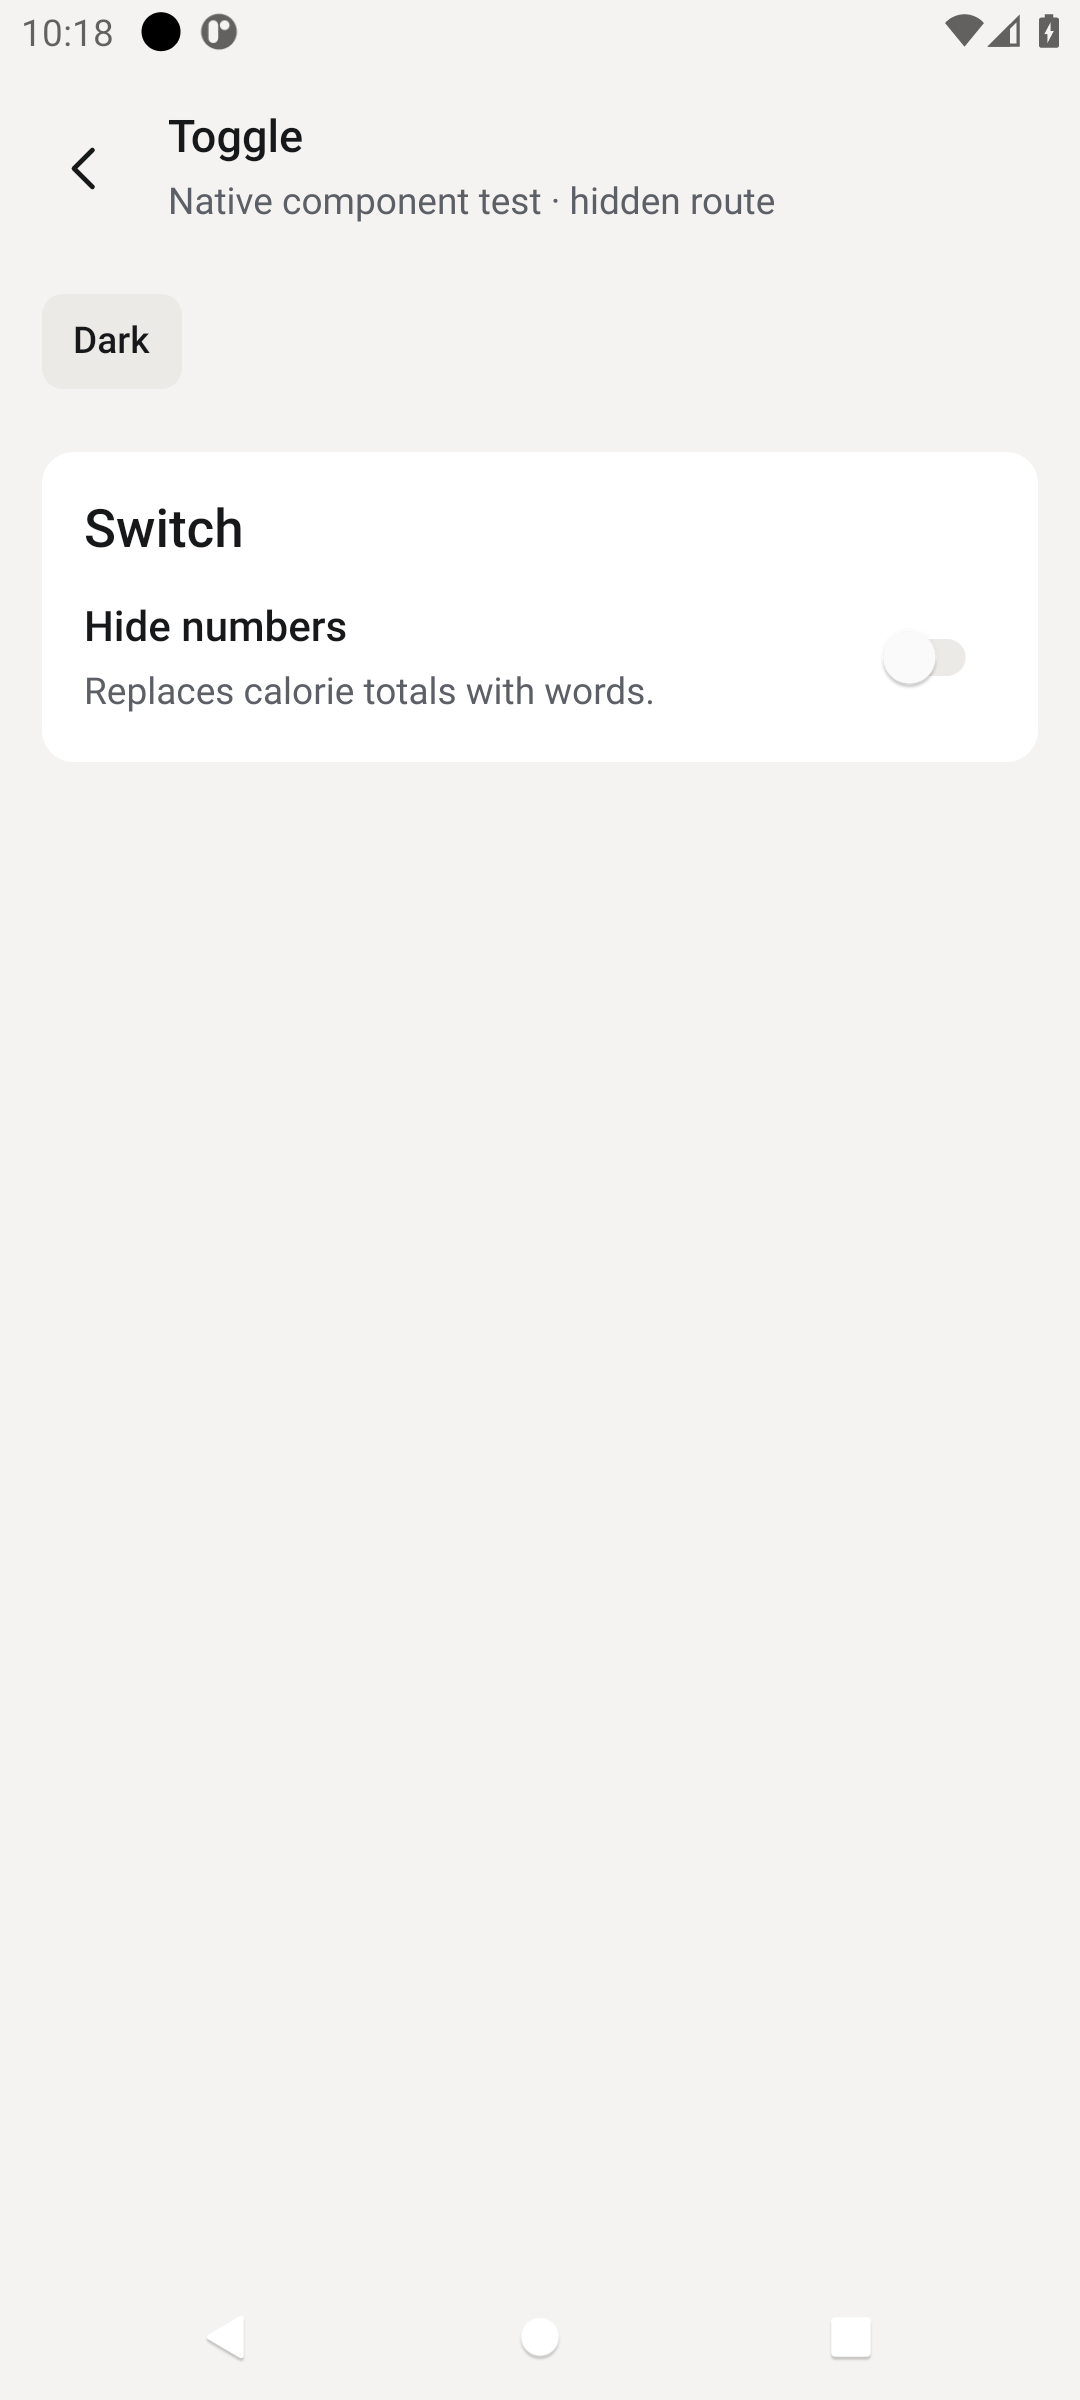 10:18
Toggle
Native component test · hidden route
Dark
Switch
Hide numbers
Replaces calorie totals with words.